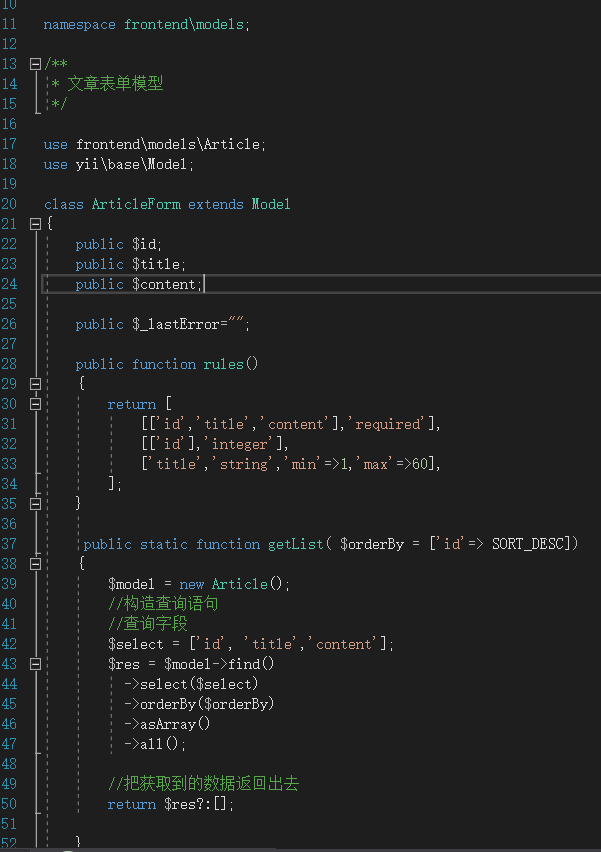 10
11 namespace frontend\models;
12
13 /**
14 * 文章表单模型
15 */
16
17 use frontend\models\Article;
18 use yii\base\Model;
19
20 class ArticleForm extends Model
21 {
22 public $id;
23 public $title;
24 public $content;
25
26 public $_lastError="";
27
28 public function rules()
29 {
30 return [
31 [['id','title','content'],'required'],
32 [['id'],'integer'],
33 ['title','string','min'=>1,'max'=>60],
34 ];
35 }
36
37 public static function getList( $orderBy = ['id'=> SORT_DESC])
38 {
39 $model = new Article();
40 //构造查询语句
41 //查询字段
42 $select = ['id', 'title','content'];
43 $res = $model->find()
44 ->select($select)
45 ->orderBy($orderBy)
46 ->asArray()
47 ->all();
48
49 //把获取到的数据返回出去
50 return $res?:[];
51
52 }